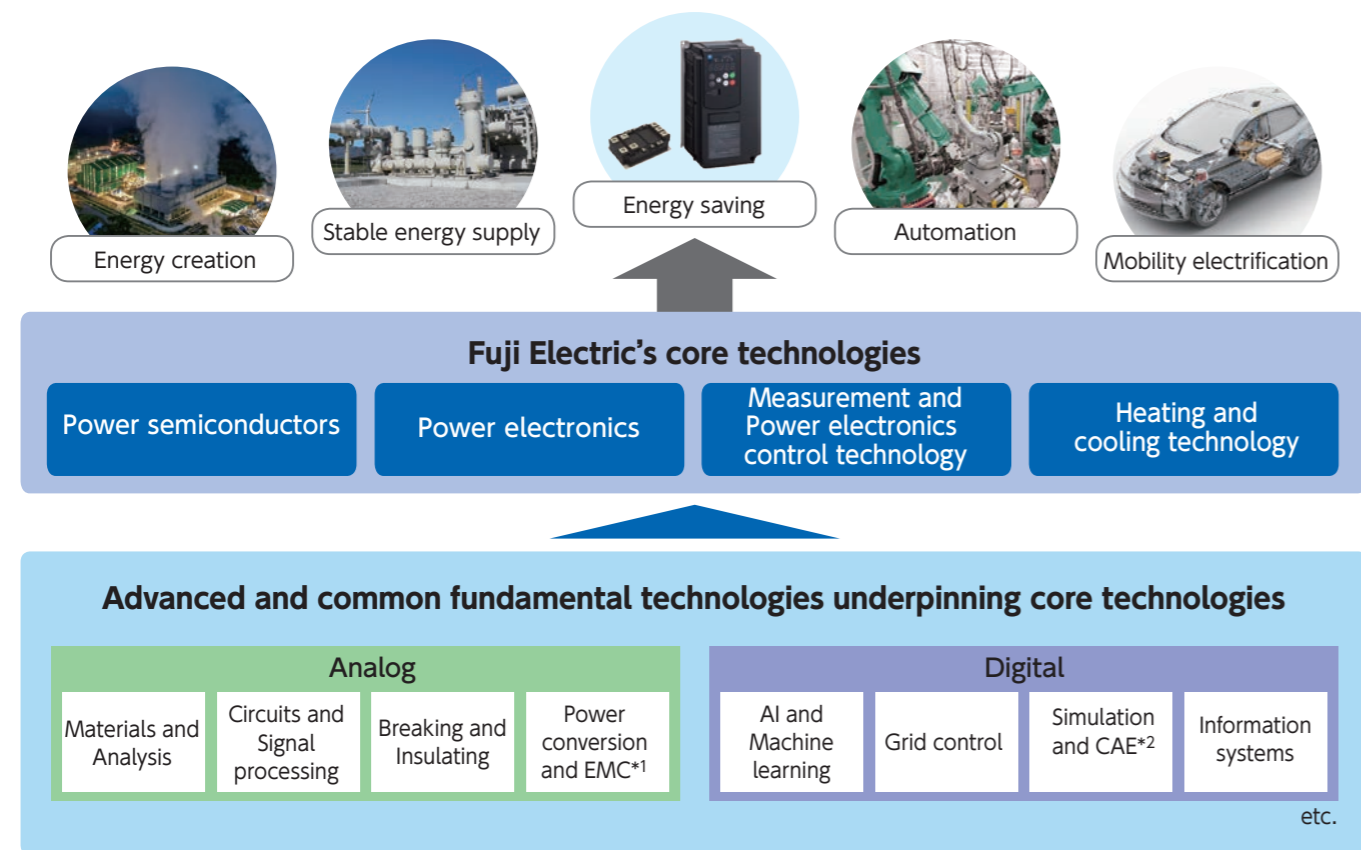 Energy creation
Stable energy supply
Energy saving
Automation
Mobility electrification
Fuji Electric’s core technologies
Power semiconductors
Power electronics
Measurement and
Power electronics
control technology
Heating and
cooling technology
Advanced and common fundamental technologies underpinning core technologies
Analog
Materials and
Analysis
Circuits and
Signal
processing
Breaking and
Insulating
Power
conversion
and EMC*1
Digital
AI and
Machine
learning
Grid control
Simulation
and CAE*2
Information
systems
etc.